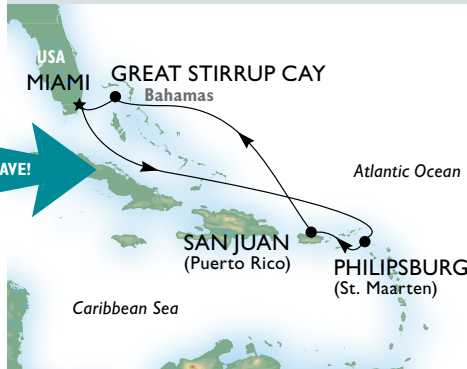 USA
MIAMI
GREAT STIRRUP CAY
Bahamas
AVE!
Atlantic Ocean
SAN JUAN
(Puerto Rico)
PHILIPSBURG
(St. Maarten)
Caribbean Sea